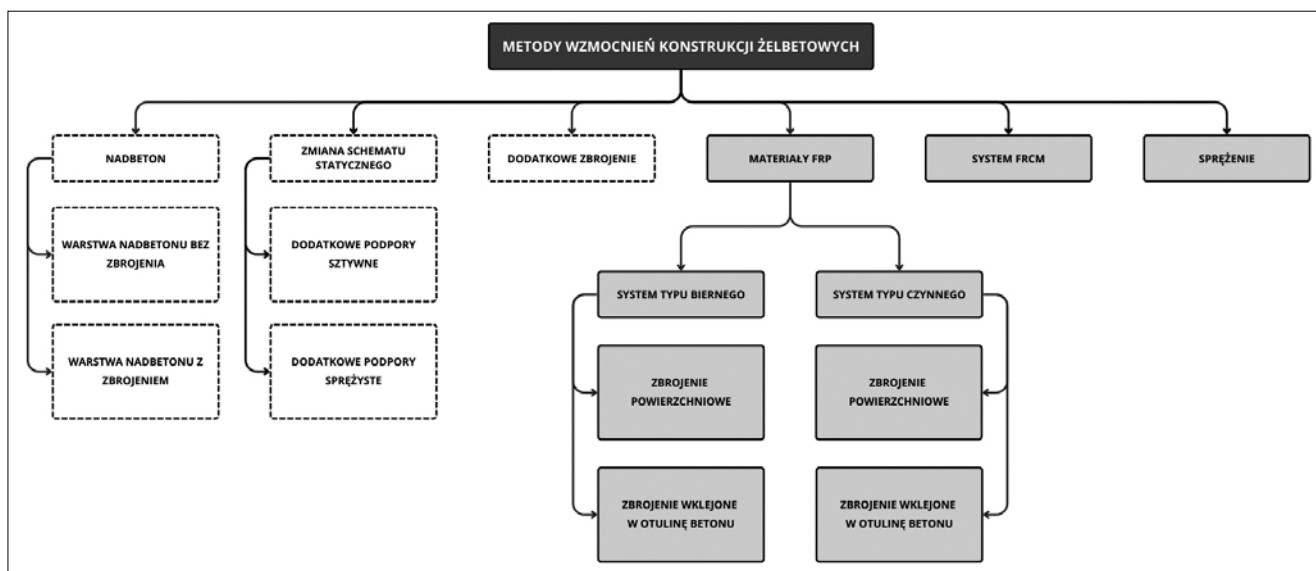 METODY WZMOCNIEŃ KONSTRUKCJI ŻELBETOWYCH
NADBETON
ZMIANA SCHEMATU
STATYCZNEGO
DODATKOWE ZBROJENIE
MATERIAŁY FRP
SYSTEM FRCM
SPRĘŻENIE
WARSTWA NADBETONU BEZ
ZBROJENIA
DODATKOWE PODPORY
SZTYWNE
SYSTEM TYPU BIERNEGO
SYSTEM TYPU CZYNNEGO
WARSTWA NADBETONU Z
ZBROJENIEM
DODATKOWE PODPORY
SPRĘŻYSTE
ZBROJENIE
POWIERZCHNIOWE
ZBROJENIE
POWIERZCHNIOWE
ZBROJENIE WKLEJONE
W OTULINĘ BETONU
ZBROJENIE WKLEJONE
W OTULINĘ BETONU